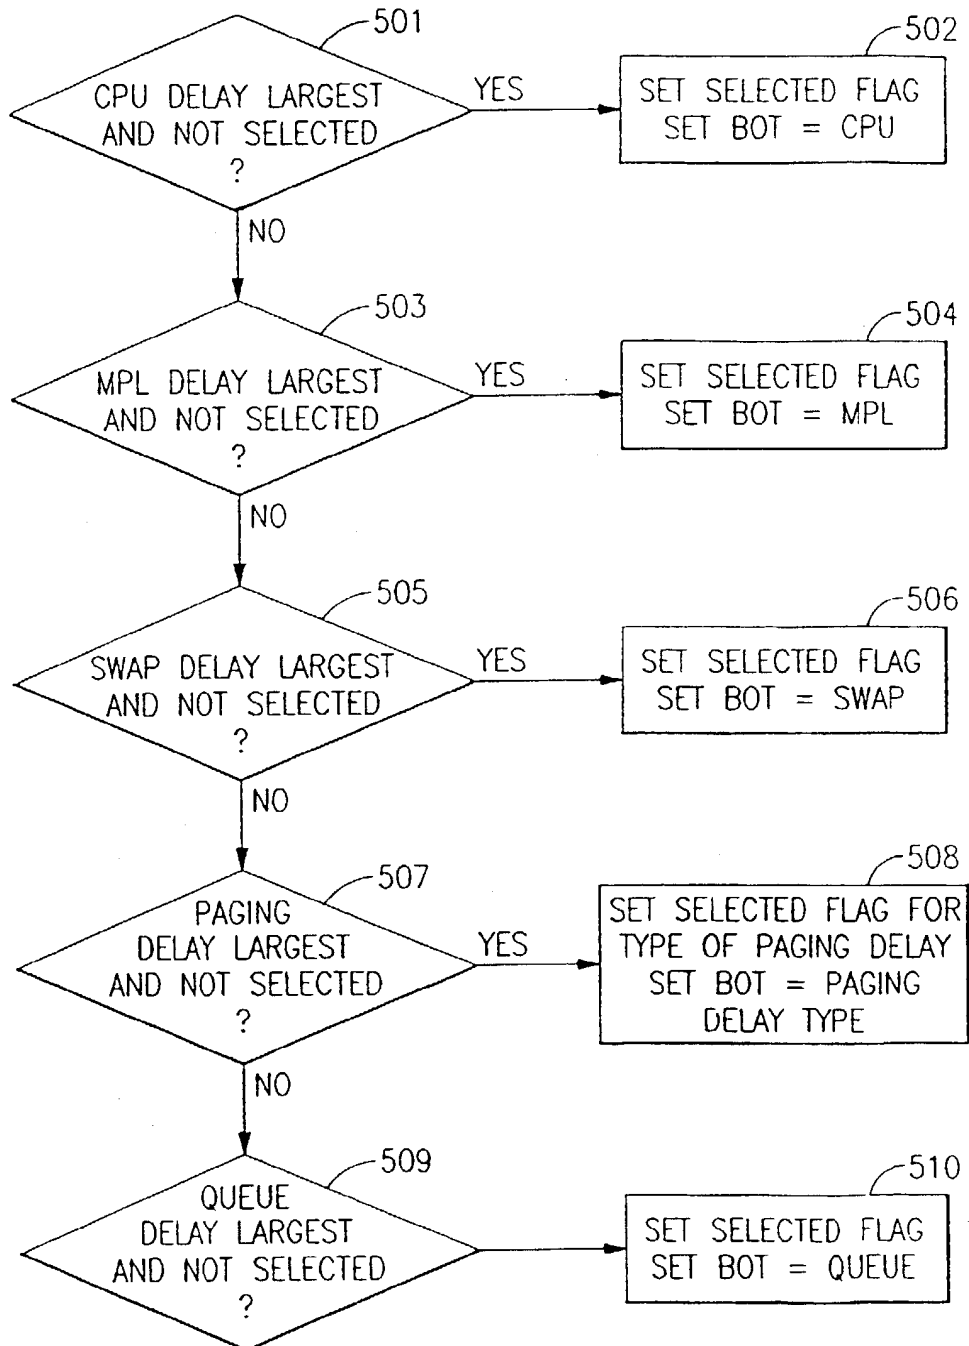 501
CPU DELAY LARGEST
AND NOT SELECTED
?
YES
502
SET SELECTED FLAG
SET BOT = CPU
NO
503
MPL DELAY LARGEST
AND NOT SELECTED
?
YES
504
SET SELECTED FLAG
SET BOT = MPL
NO
505
SWAP DELAY LARGEST
AND NOT SELECTED
?
YES
506
SET SELECTED FLAG
SET BOT = SWAP
NO
507
PAGING
DELAY LARGEST
AND NOT SELECTED
?
YES
508
SET SELECTED FLAG FOR
TYPE OF PAGING DELAY
SET BOT = PAGING
DELAY TYPE
NO
509
QUEUE
DELAY LARGEST
AND NOT SELECTED
?
510
SET SELECTED FLAG
SET BOT = QUEUE